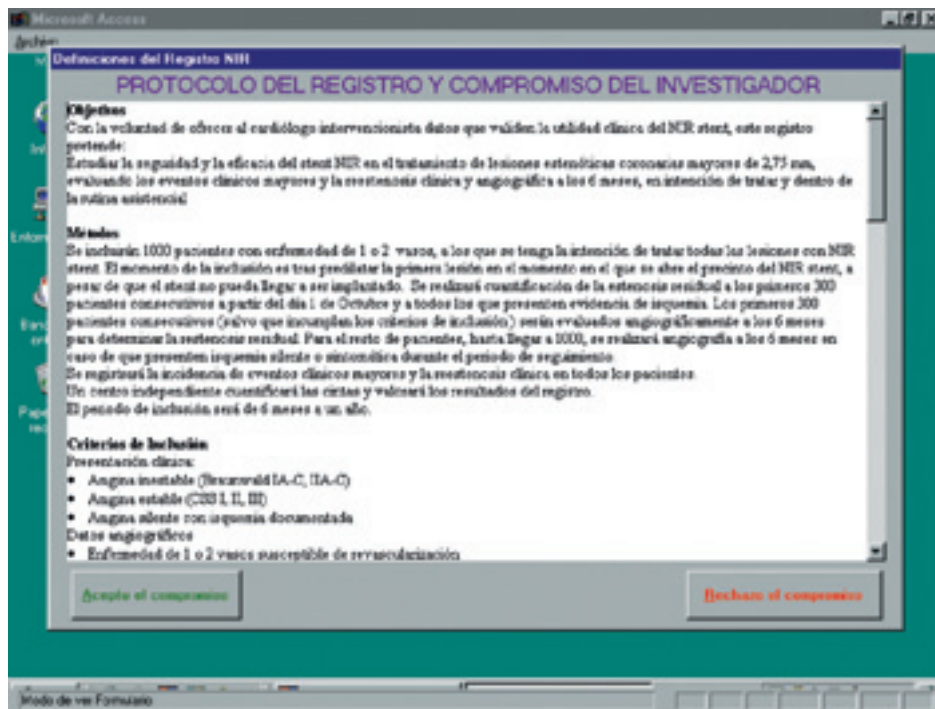 Microsoft Access
Archivo
Definiciones del Registro NIR
PROTOCOLO DEL REGISTRO Y COMPROMISO DEL INVESTIGADOR
Objetivos
Con la voluntad de ofrecer al cardiólogo intervencionista datos que validen la utilidad clínica del NIR stent, este registro
pretende:
Estudiar la seguridad y la eficacia del stent NIR en el tratamiento de lesiones estenóticas coronarias mayores de 2,75 mm,
evaluando los eventos clínicos mayores y la reestenosis clínica y angiográfica a los 6 meses, en intención de tratar y dentro de
la rutina asistencial
Métodos
Se incluirán 1000 pacientes con enfermedad de 1 o 2 vasos, a los que se tenga la intención de tratar todas las lesiones con NIR
stent. El momento de la inclusión es tras predilatar la primera lesión en el momento en el que se abre el precinto del NIR stent, a
pesar de que el stent no pueda llegar a ser implantado. Se realizará cuantificación de la estenosis residual a los primeros 300
pacientes consecutivos a partir del día 1 de Octubre y a todos los que presenten evidencia de isquemia. Los primeros 300
pacientes consecutivos (salvo que incumplan los criterios de inclusión) serán evaluados angiográficamente a los 6 meses
para determinar la restenosis residual. Para el resto de pacientes, hasta llegar a 1000, se realizará angiografía a los 6 meses en
caso de que presenten isquemia silente o sintomática durante el periodo de seguimiento.
Se registrará la incidencia de eventos clínicos mayores y la reestenosis clínica en todos los pacientes
Un centro independiente cuantificará las cintas y valorará los resultados del registro.
El periodo de inclusión será de 6 meses a un año.
Criterios de Inclusión
Presentación clínica:
• Angina inestable (Braunwald IA-C, IIA-C)
• Angina estable (CSS I, II, III)
• Angina silente con isquemia documentada
Datos angiográficos
• Enfermedad de 1 o 2 vasos susceptible de revascularización
Acepto el compromiso
Rechazo el compromiso
Modo de ver Formulario